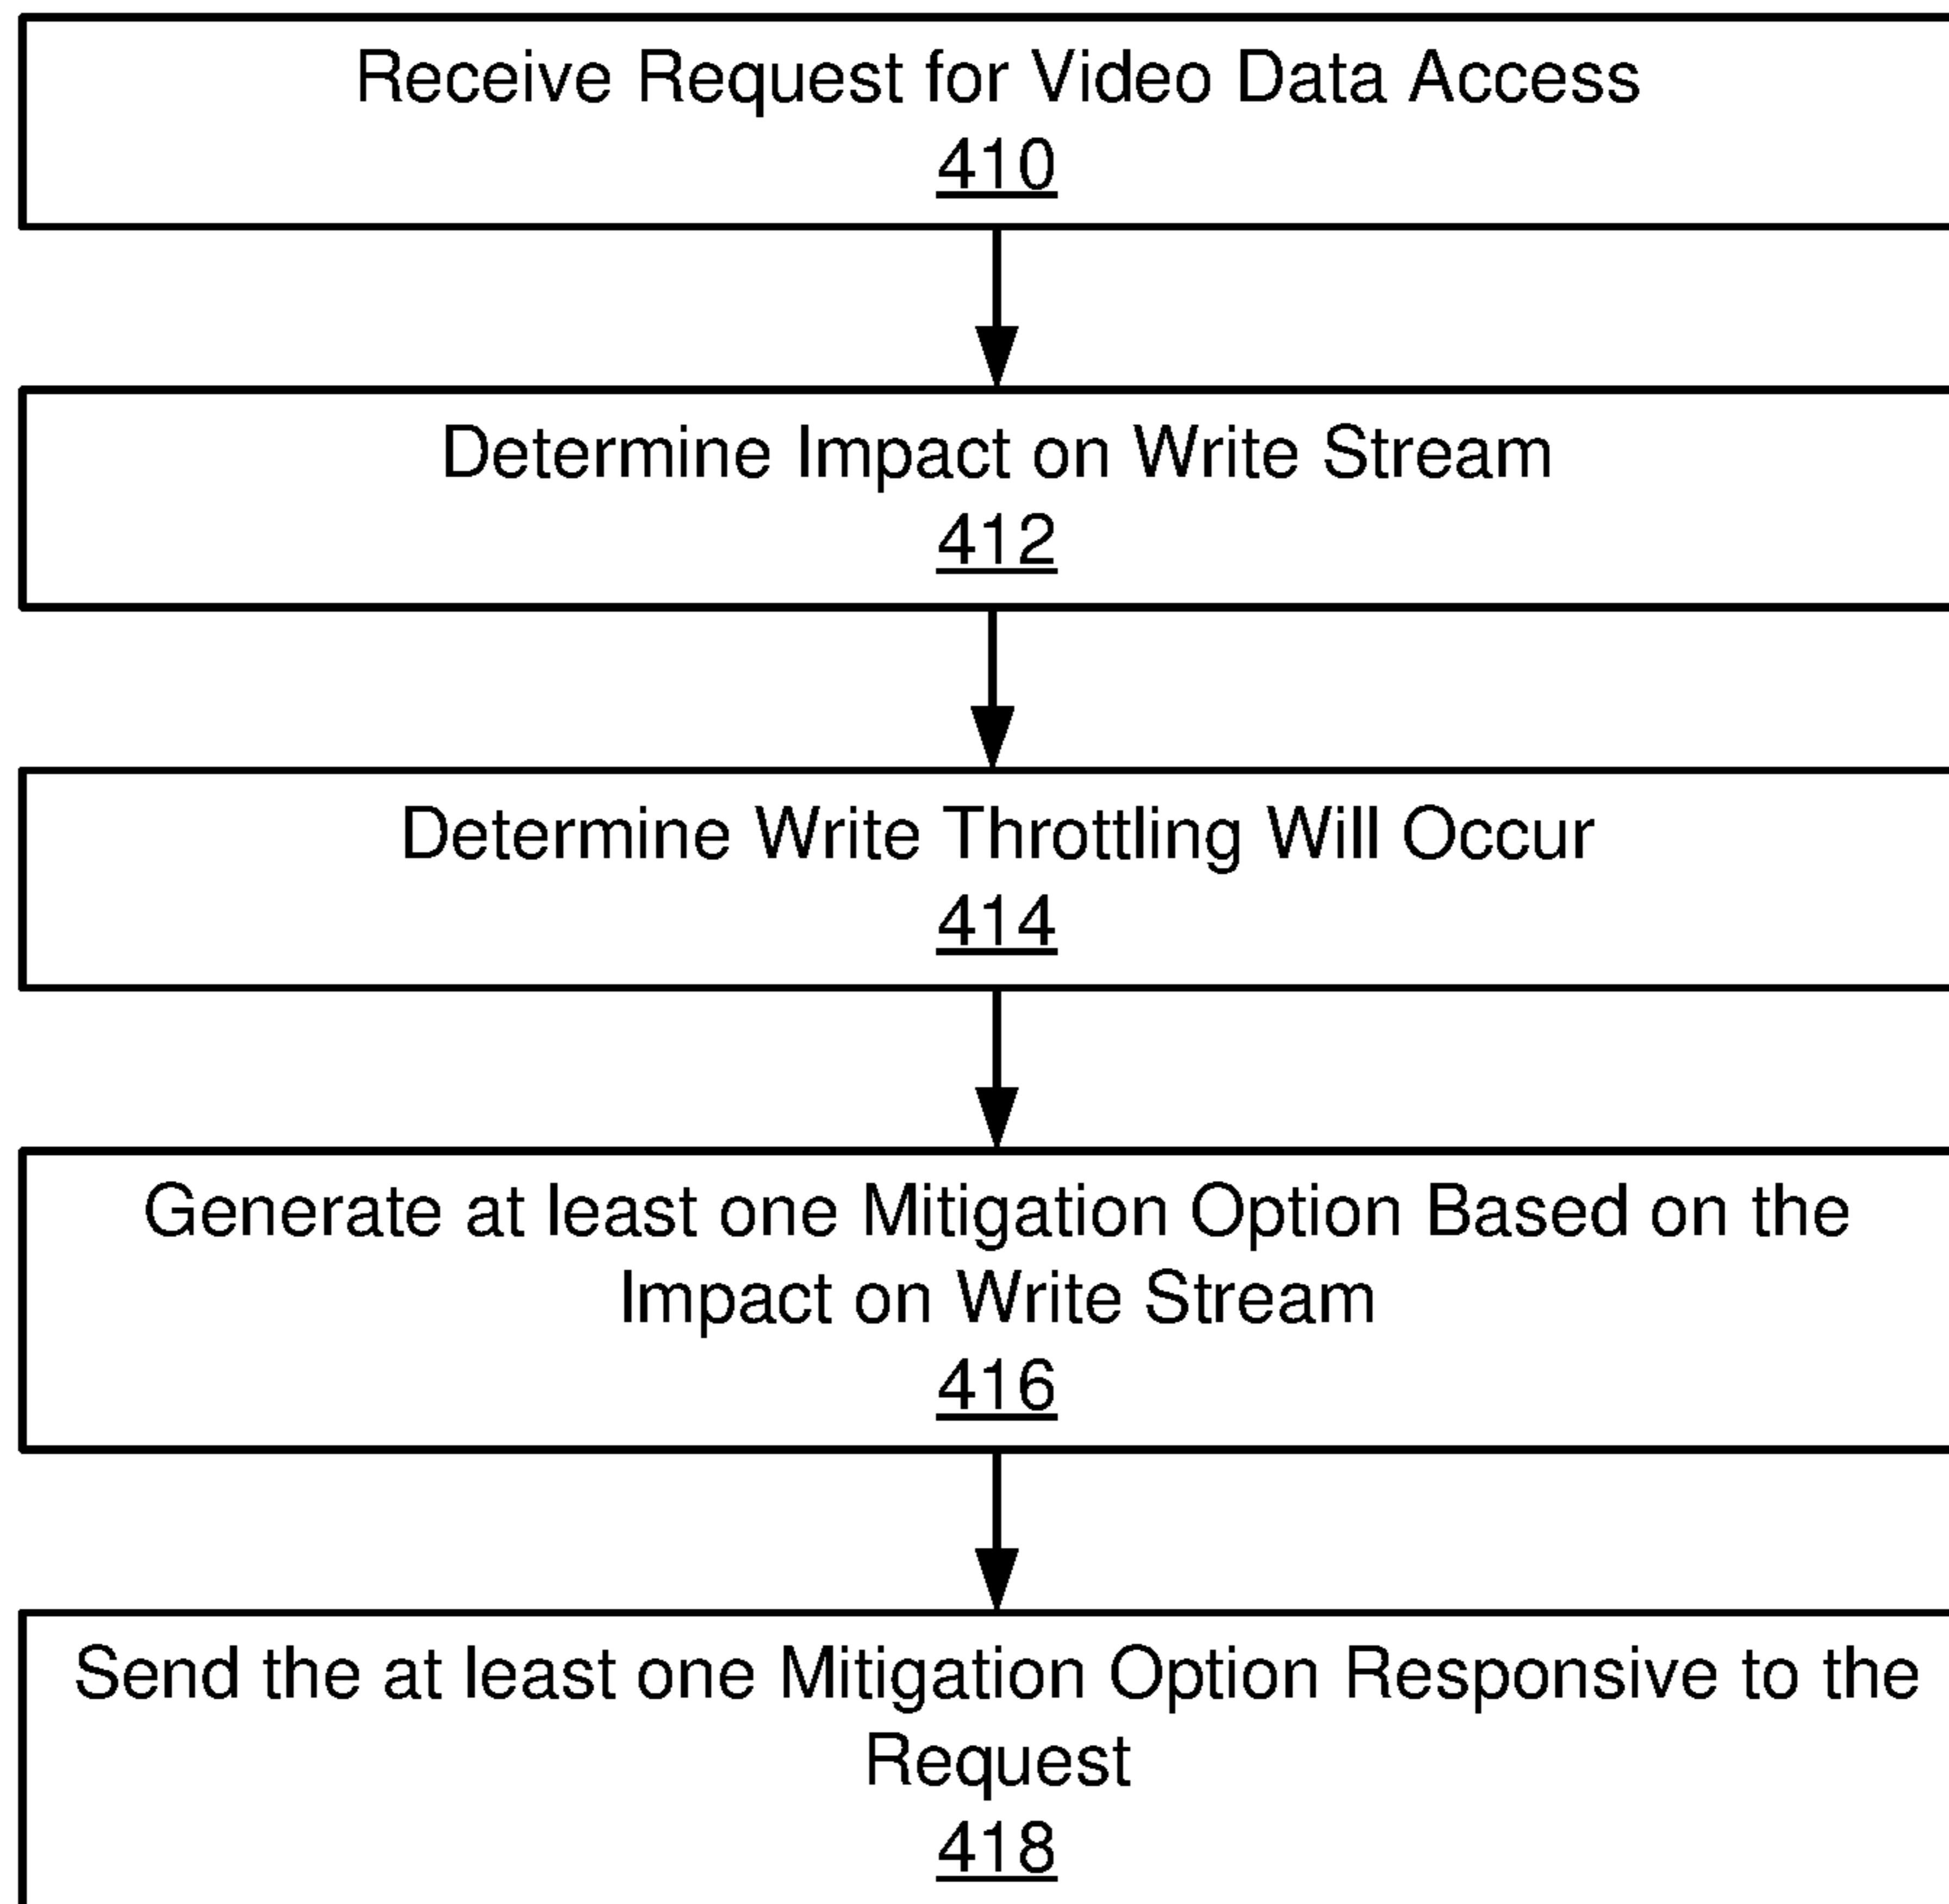 Receive Request for Video Data Access
410
Determine Impact on Write Stream
412
Determine Write Throttling Will Occur
414
Generate at least one Mitigation Option Based on the
Impact on Write Stream
416
Send the at least one Mitigation Option Responsive to the
Request
418